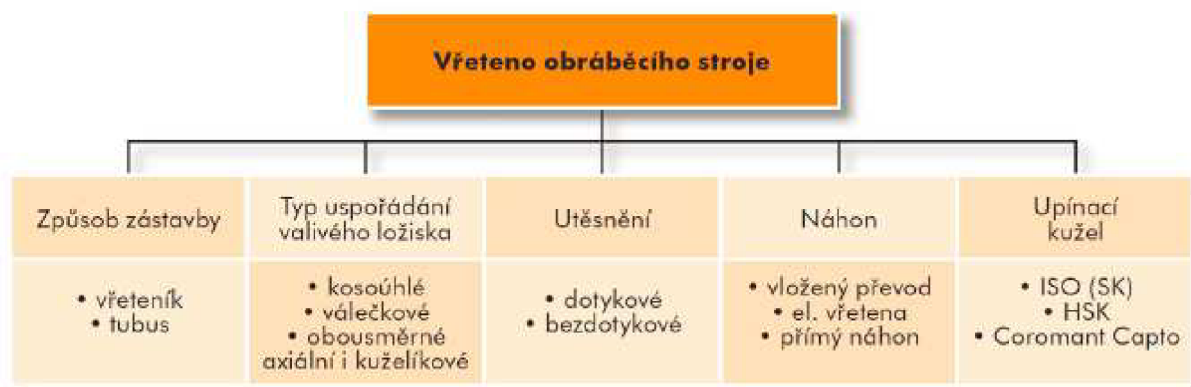 Vřeteno obráběcího stroje
Způsob zástavby
• vřeteník
• tubus
Typ uspořádání
valivého ložiska
• kosoúhlé
• válečkové
• obousměrné
axiální i kuželíkové
Utěsnění
• dotykové
• bezdotykové
Náhon
• vložený převod
• el. vřetena
• přímý náhon
Upínací
kužel
• ISO (SK)
• HSK
• Coromant Capto